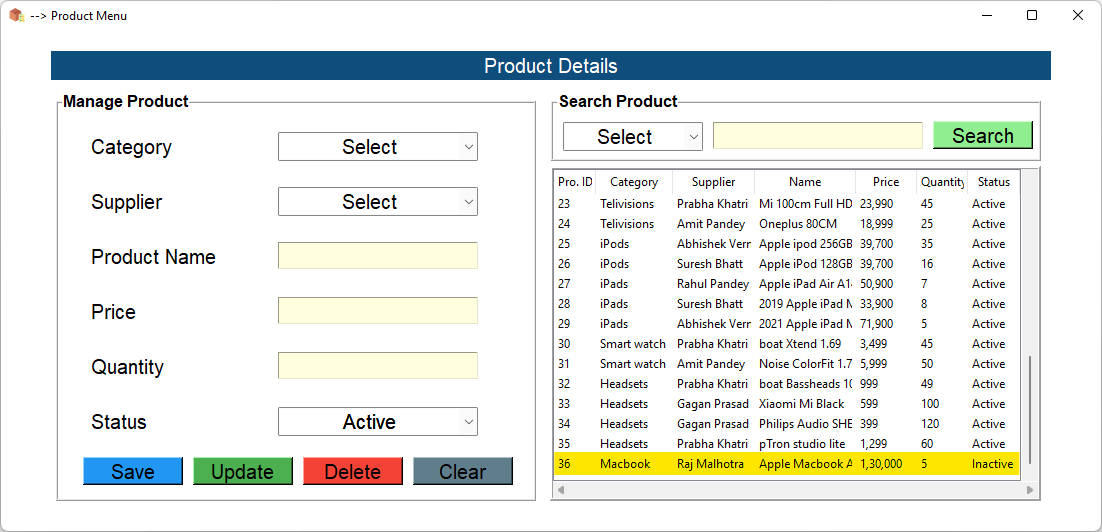 --> Product Menu
Product Details
Manage Product
Category Select
Supplier Select
Product Name
Price
Quantity
Status Active
Save Update Delete Clear
Search Product
Select Search
Pro. ID Category Supplier Name Price Quantity Status
23 Telivisions Prabha Khatri Mi 100cm Full HD 23,990 45 Active
24 Telivisions Amit Pandey Oneplus 80CM 18,999 25 Active
25 iPods Abhishek Verr Apple ipod 256GB 39,700 35 Active
26 iPods Suresh Bhatt Apple iPod 128GB 39,700 16 Active
27 iPads Rahul Pandey Apple iPad Air A1 50,900 7 Active
28 iPads Suresh Bhatt 2019 Apple iPad M 33,900 8 Active
29 iPads Abhishek Verr 2021 Apple iPad M 71,900 5 Active
30 Smart watch Prabha Khatri boat Xtend 1.69 3,499 45 Active
31 Smart watch Amit Pandey Noise ColorFit 1.7 5,999 50 Active
32 Headsets Prabha Khatri boat Bassheads 10 999 49 Active
33 Headsets Gagan Prasad Xiaomi Mi Black 599 100 Active
34 Headsets Gagan Prasad Philips Audio SHE 399 120 Active
35 Headsets Prabha Khatri pTron studio lite 1,299 60 Active
36 Macbook Raj Malhotra Apple Macbook A 1,30,000 5 Inactive